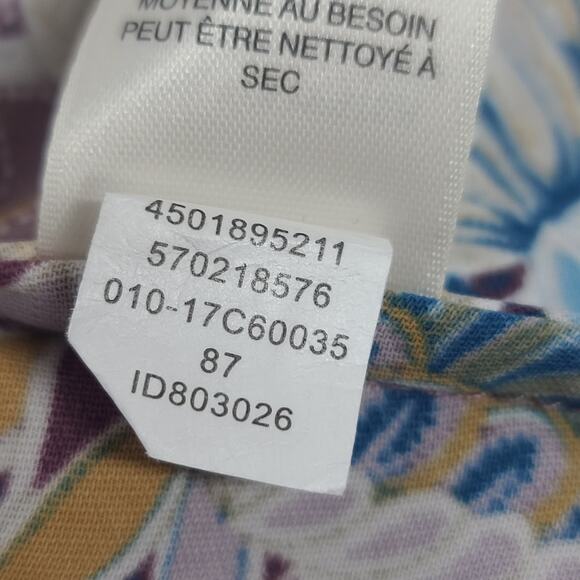 MOYENNE AU BESOIN
PEUT ÊTRE NETTOYÉ À
SEC
4501895211
570218576
010-17C60035
87
ID803026